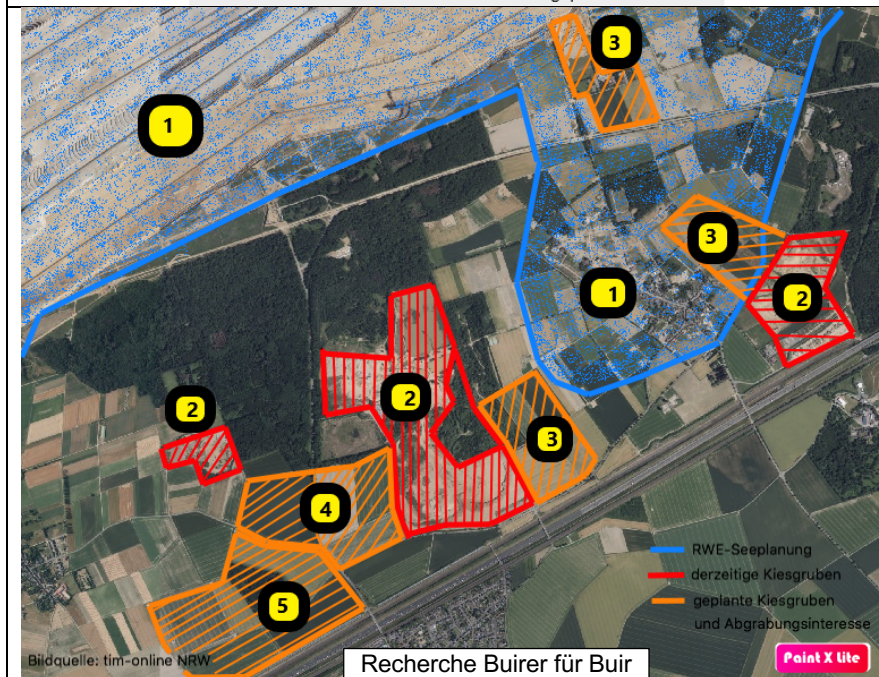 3
1
3
1
2
2
2
3
4
5
RWE-Seeplanung
derzeitige Kiesgruben
geplante Kiesgruben
und Abgrabungsinteresse
Bildquelle: tim-online NRW
Recherche Buirer für Buir
Paint X Lite